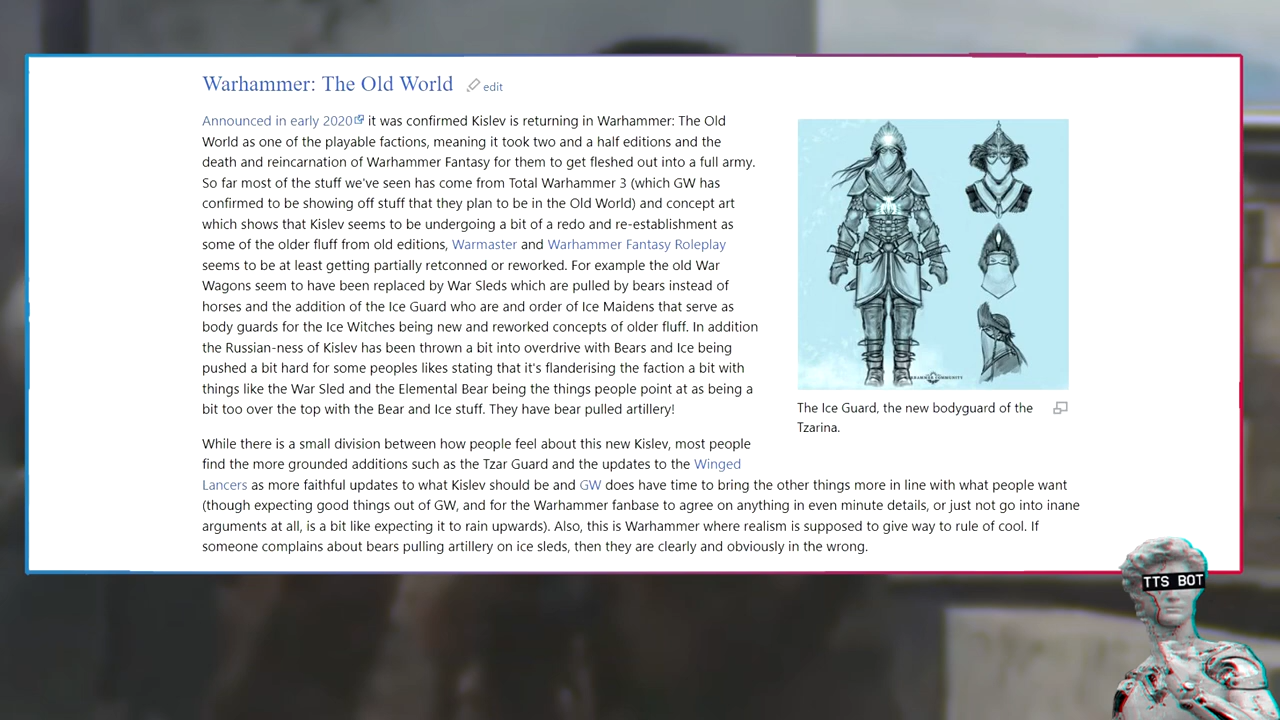 Warhammer: The Old World edit
Announced in early 2020 it was confirmed Kislev is returning in Warhammer: The Old
World as one of the playable factions, meaning it took two and a half editions and the
death and reincarnation of Warhammer Fantasy for them to get fleshed out into a full army.
So far most of the stuff we've seen has come from Total Warhammer 3 (which GW has
confirmed to be showing off stuff that they plan to be in the Old World) and concept art
which shows that Kislev seems to be undergoing a bit of a redo and re-establishment as
some of the older fluff from old editions, Warmaster and Warhammer Fantasy Roleplay
seems to be at least getting partially retconned or reworked. For example the old War
Wagons seem to have been replaced by War Sleds which are pulled by bears instead of
horses and the addition of the Ice Guard who are and order of Ice Maidens that serve as
body guards for the Ice Witches being new and reworked concepts of older fluff. In addition
the Russian-ness of Kislev has been thrown a bit into overdrive with Bears and Ice being
pushed a bit hard for some peoples likes stating that it's flanderising the faction a bit with
things like the War Sled and the Elemental Bear being the things people point at as being a
bit too over the top with the Bear and Ice stuff. They have bear pulled artillery!
WARHAMMER COMMUNITY
The Ice Guard, the new bodyguard of the
Tzarina.
While there is a small division between how people feel about this new Kislev, most people
find the more grounded additions such as the Tzar Guard and the updates to the Winged
Lancers as more faithful updates to what Kislev should be and GW does have time to bring the other things more in line with what people want
(though expecting good things out of GW, and for the Warhammer fanbase to agree on anything in even minute details, or just not go into inane
arguments at all, is a bit like expecting it to rain upwards). Also, this is Warhammer where realism is supposed to give way to rule of cool. If
someone complains about bears pulling artillery on ice sleds, then they are clearly and obviously in the wrong.
TTS BOT